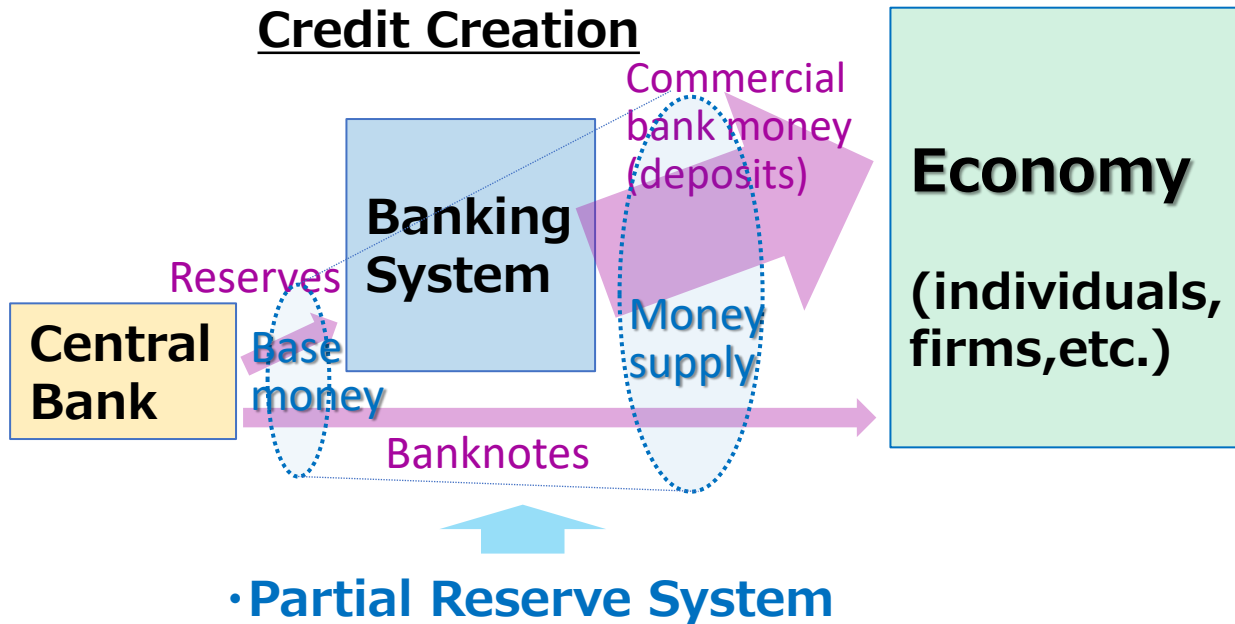 Credit Creation
Commercial
bank money
(deposits)
Economy
(individuals,
firms,etc.)
Banking
System
Reserves
Central
Bank
Base
money
Money
supply
Banknotes
・Partial Reserve System